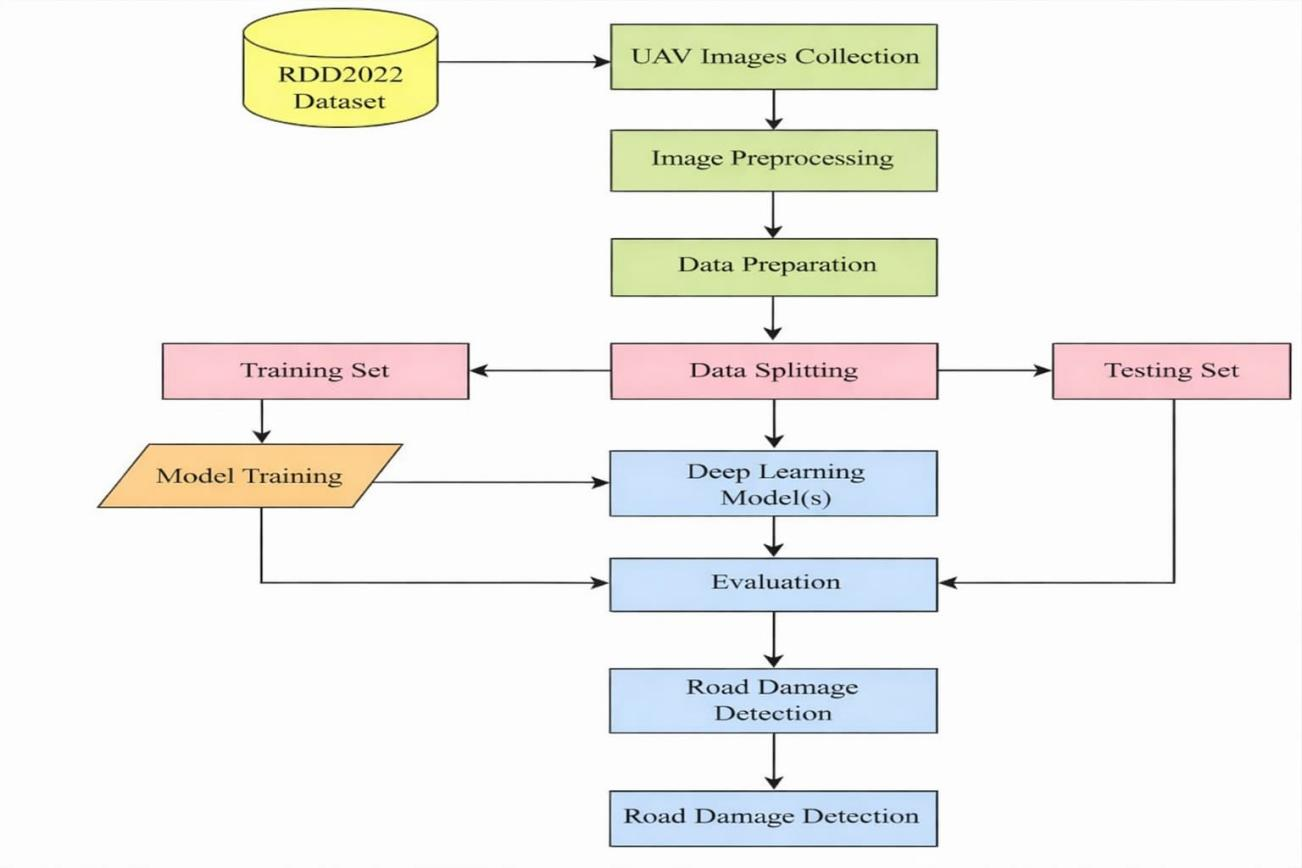 RDD2022
Dataset
UAV Images Collection
Image Preprocessing
Data Preparation
Training Set
Data Splitting
Testing Set
Model Training
Deep Learning
Model(s)
Evaluation
Road Damage
Detection
Road Damage Detection